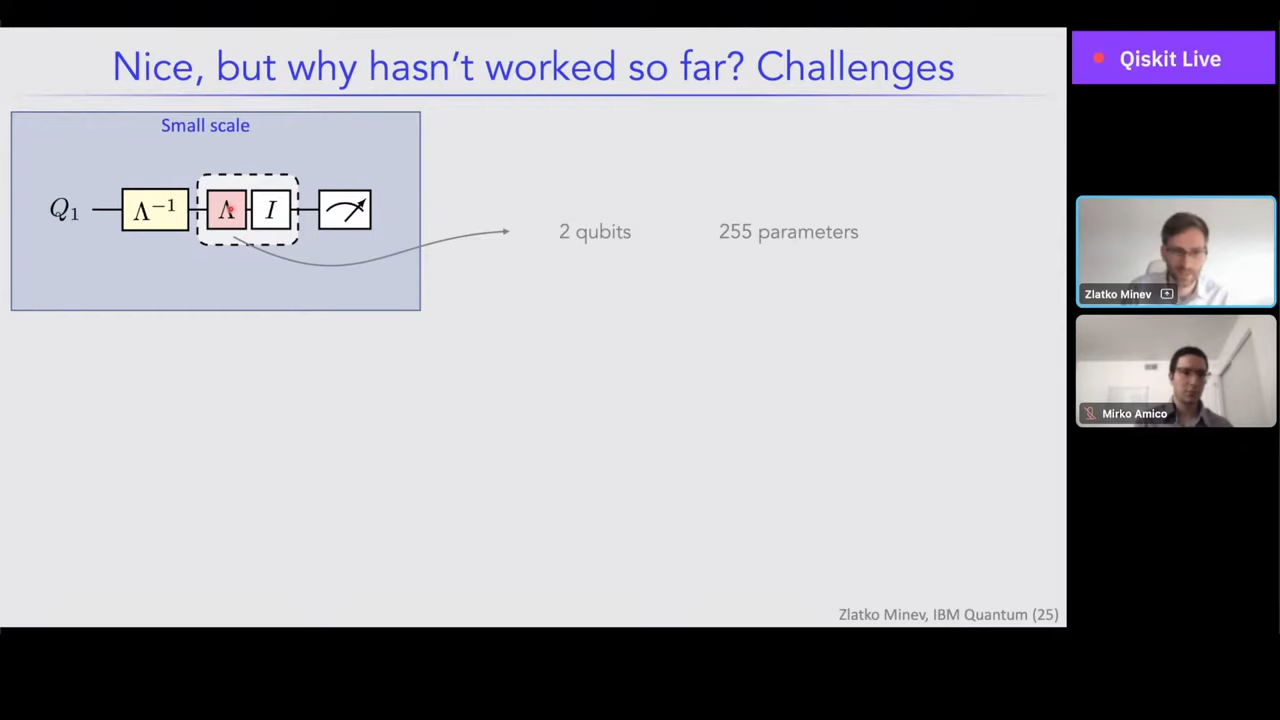 Nice, but why hasn't worked so far? Challenges
Small scale
Q₁ Λ⁻¹ Λ I
2 qubits 255 parameters
Zlatko Minev, IBM Quantum (25)
Qiskit Live
Zlatko Minev
Mirko Amico